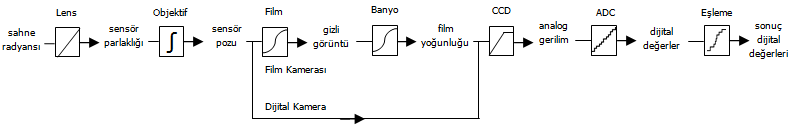 Lens
Objektif
Film
Banyo
CCD
ADC
Eşleme
sahne
radyansı
sensör
parlaklığı
sensör
pozu
gizli
görüntü
film
yoğunluğu
analog
gerilim
dijital
değerler
sonuç
dijital
değerleri
Film Kamerası
Dijital Kamera